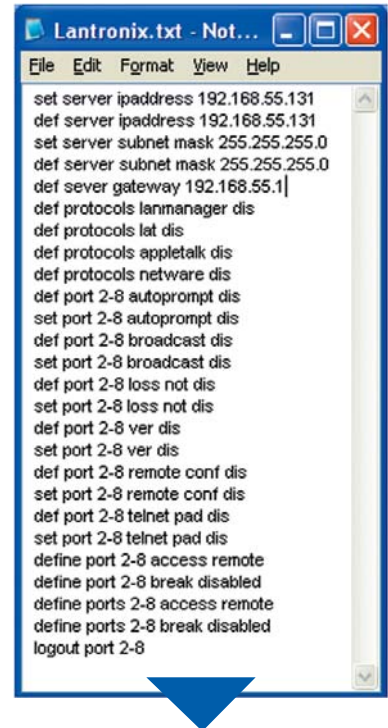 Lantronix.txt - Not...
File Edit Format View Help
set server ipaddress 192.168.55.131
def server ipaddress 192.168.55.131
set server subnet mask 255.255.255.0
def server subnet mask 255.255.255.0
def sever gateway 192.168.55.1
def protocols lanmanager dis
def protocols lat dis
def protocols appletalk dis
def protocols netware dis
def port 2-8 autoprompt dis
set port 2-8 autoprompt dis
def port 2-8 broadcast dis
set port 2-8 broadcast dis
def port 2-8 loss not dis
set port 2-8 loss not dis
def port 2-8 ver dis
set port 2-8 ver dis
def port 2-8 remote conf dis
set port 2-8 remote conf dis
def port 2-8 telnet pad dis
set port 2-8 telnet pad dis
define port 2-8 access remote
define port 2-8 break disabled
define ports 2-8 access remote
define ports 2-8 break disabled
logout port 2-8